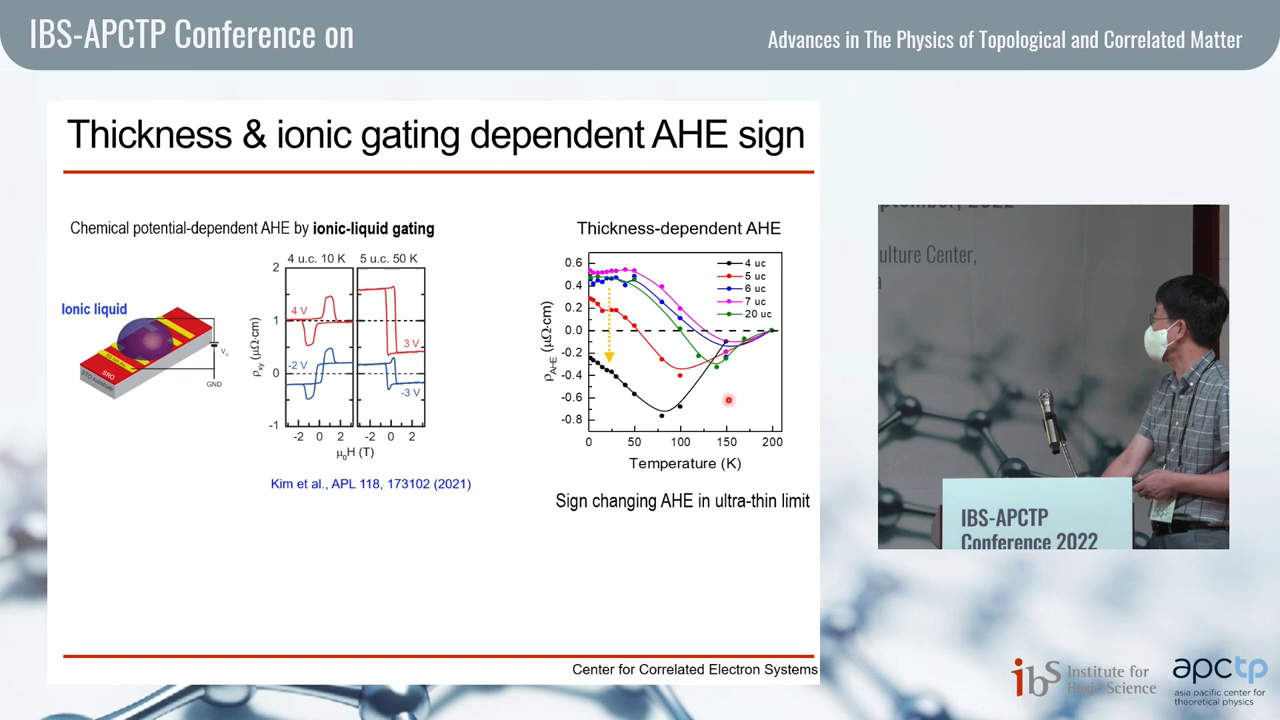 IBS-APCTP Conference on
Advances in The Physics of Topological and Correlated Matter
Thickness & ionic gating dependent AHE sign
Chemical potential-dependent AHE by ionic-liquid gating
Thickness-dependent AHE
Ionic liquid
SRO
STO substrate
GND
4 u.c. 10 K
5 u.c. 50 K
2
1
0
-1
ρxy (μΩ·cm)
4 V
-2 V
3 V
-3 V
-2 0 2
-2 0 2
μ0H (T)
Kim et al., APL 118, 173102 (2021)
4 uc
5 uc
6 uc
7 uc
20 uc
0.6
0.4
0.2
0.0
-0.2
-0.4
-0.6
-0.8
ρAHE (μΩ·cm)
0 50 100 150 200
Temperature (K)
Sign changing AHE in ultra-thin limit
Center for Correlated Electron Systems
2022
ulture Center,
IBS-APCTP
Conference 2022
ibs Institute for
Basic Science
apctp
asia pacific center for
theoretical physics